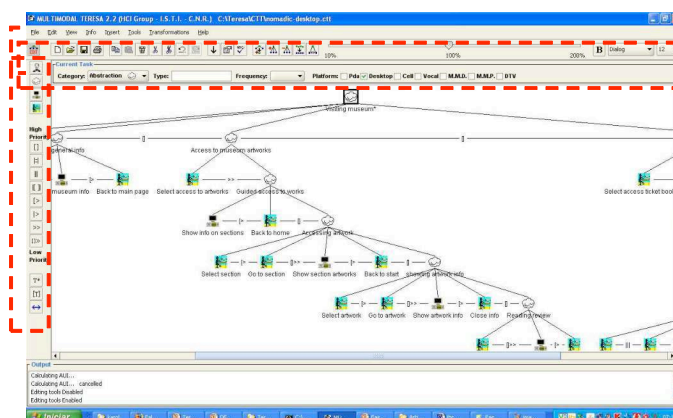 MULTIMODAL TERESA 2.2 (HCI Group - I.S.T.I. - C.N.R.) C:\Teresa\CTT\nomadic-desktop.ctt
File Edit View Info Insert Tools Transformations Help
10% 100% 200% B Dialog 12
Current Task
Category: Abstraction Type: Frequency: Platform: Pda Desktop Cell Vocal M.M.D. M.M.P. DTV
Visiting museum*
High
Priority
[]
general info Access to museum artworks
museum info Back to main page Select access to artworks Guided access to works Select access ticket boo
Show info on sections Back to home Accessing artwork
Low
Priority
Select section Go to section Show section artworks Back to start
Select artwork Go to artwork Show artwork info Close info Reading review
Output
Calculating AUI...
Calculating AUI... cancelled
Editing tools Disabled
Editing tools Enabled
Iniciar